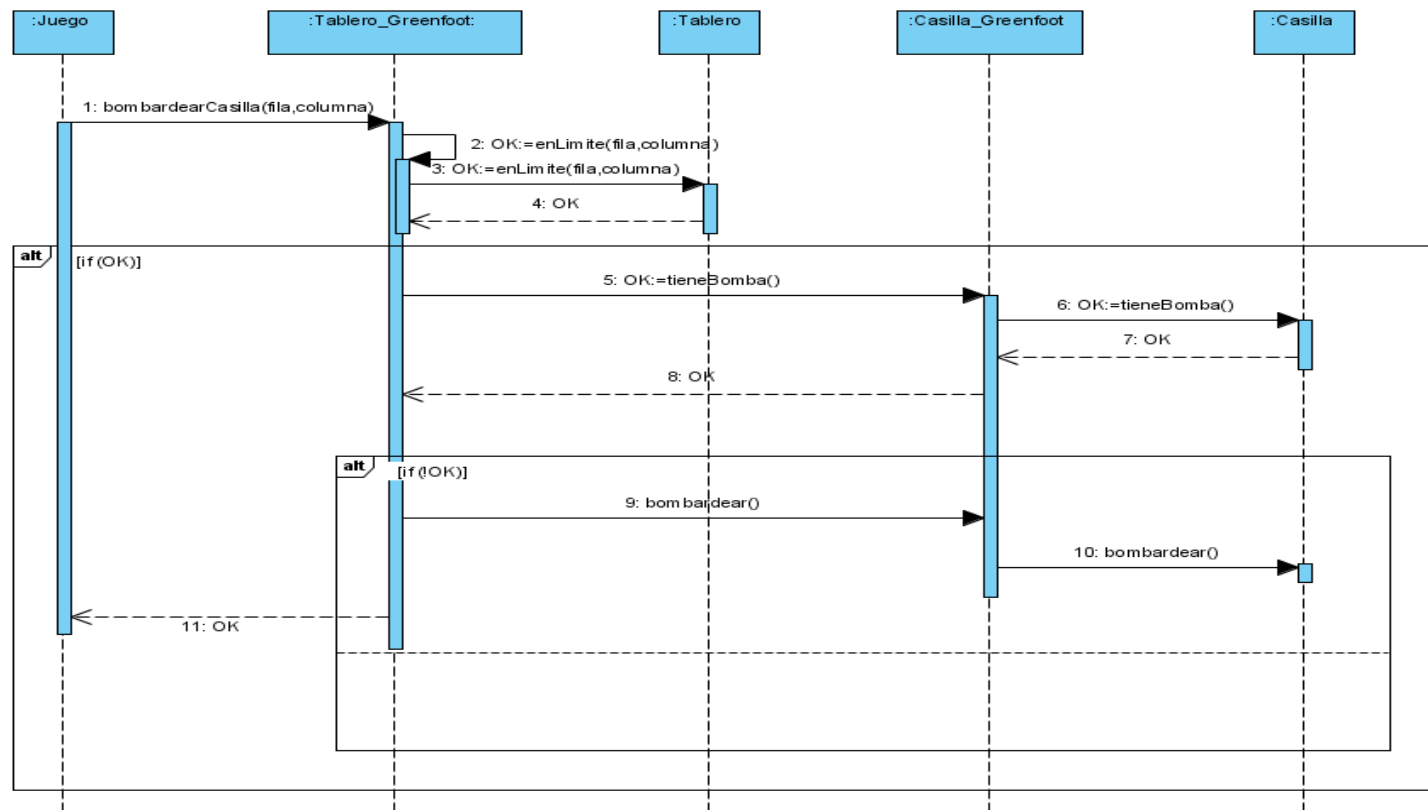 :Juego
:Tablero_Greenfoot:
:Tablero
:Casilla_Greenfoot
:Casilla
1: bombardearCasilla(fila,columna)
2: OK:=enLimite(fila,columna)
3: OK:=enLimite(fila,columna)
4: OK
alt
[if (OK)]
5: OK:=tieneBomba()
6: OK:=tieneBomba()
7: OK
8: OK
alt
[if (!OK)]
9: bombardear()
10: bombardear()
11: OK